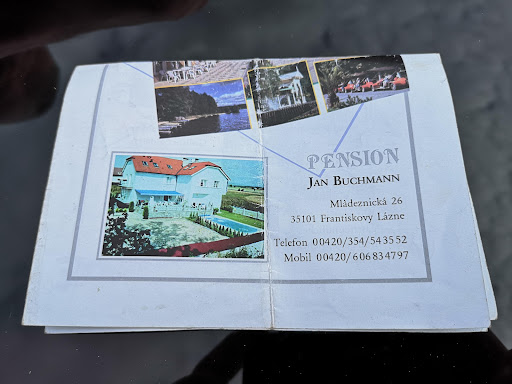 PENSION
JAN BUCHMANN
Mládeznická 26
35101 Frantiskovy Lázne
Telefon 00420/354/543552
Mobil 00420/606834797